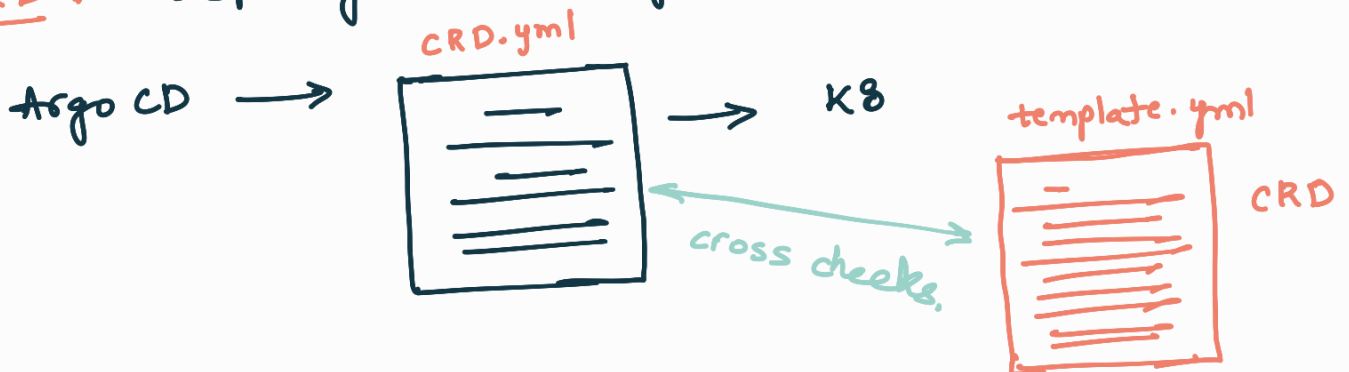 CRD.yml
Argo CD → → K8
template.yml
CRD
cross checks.